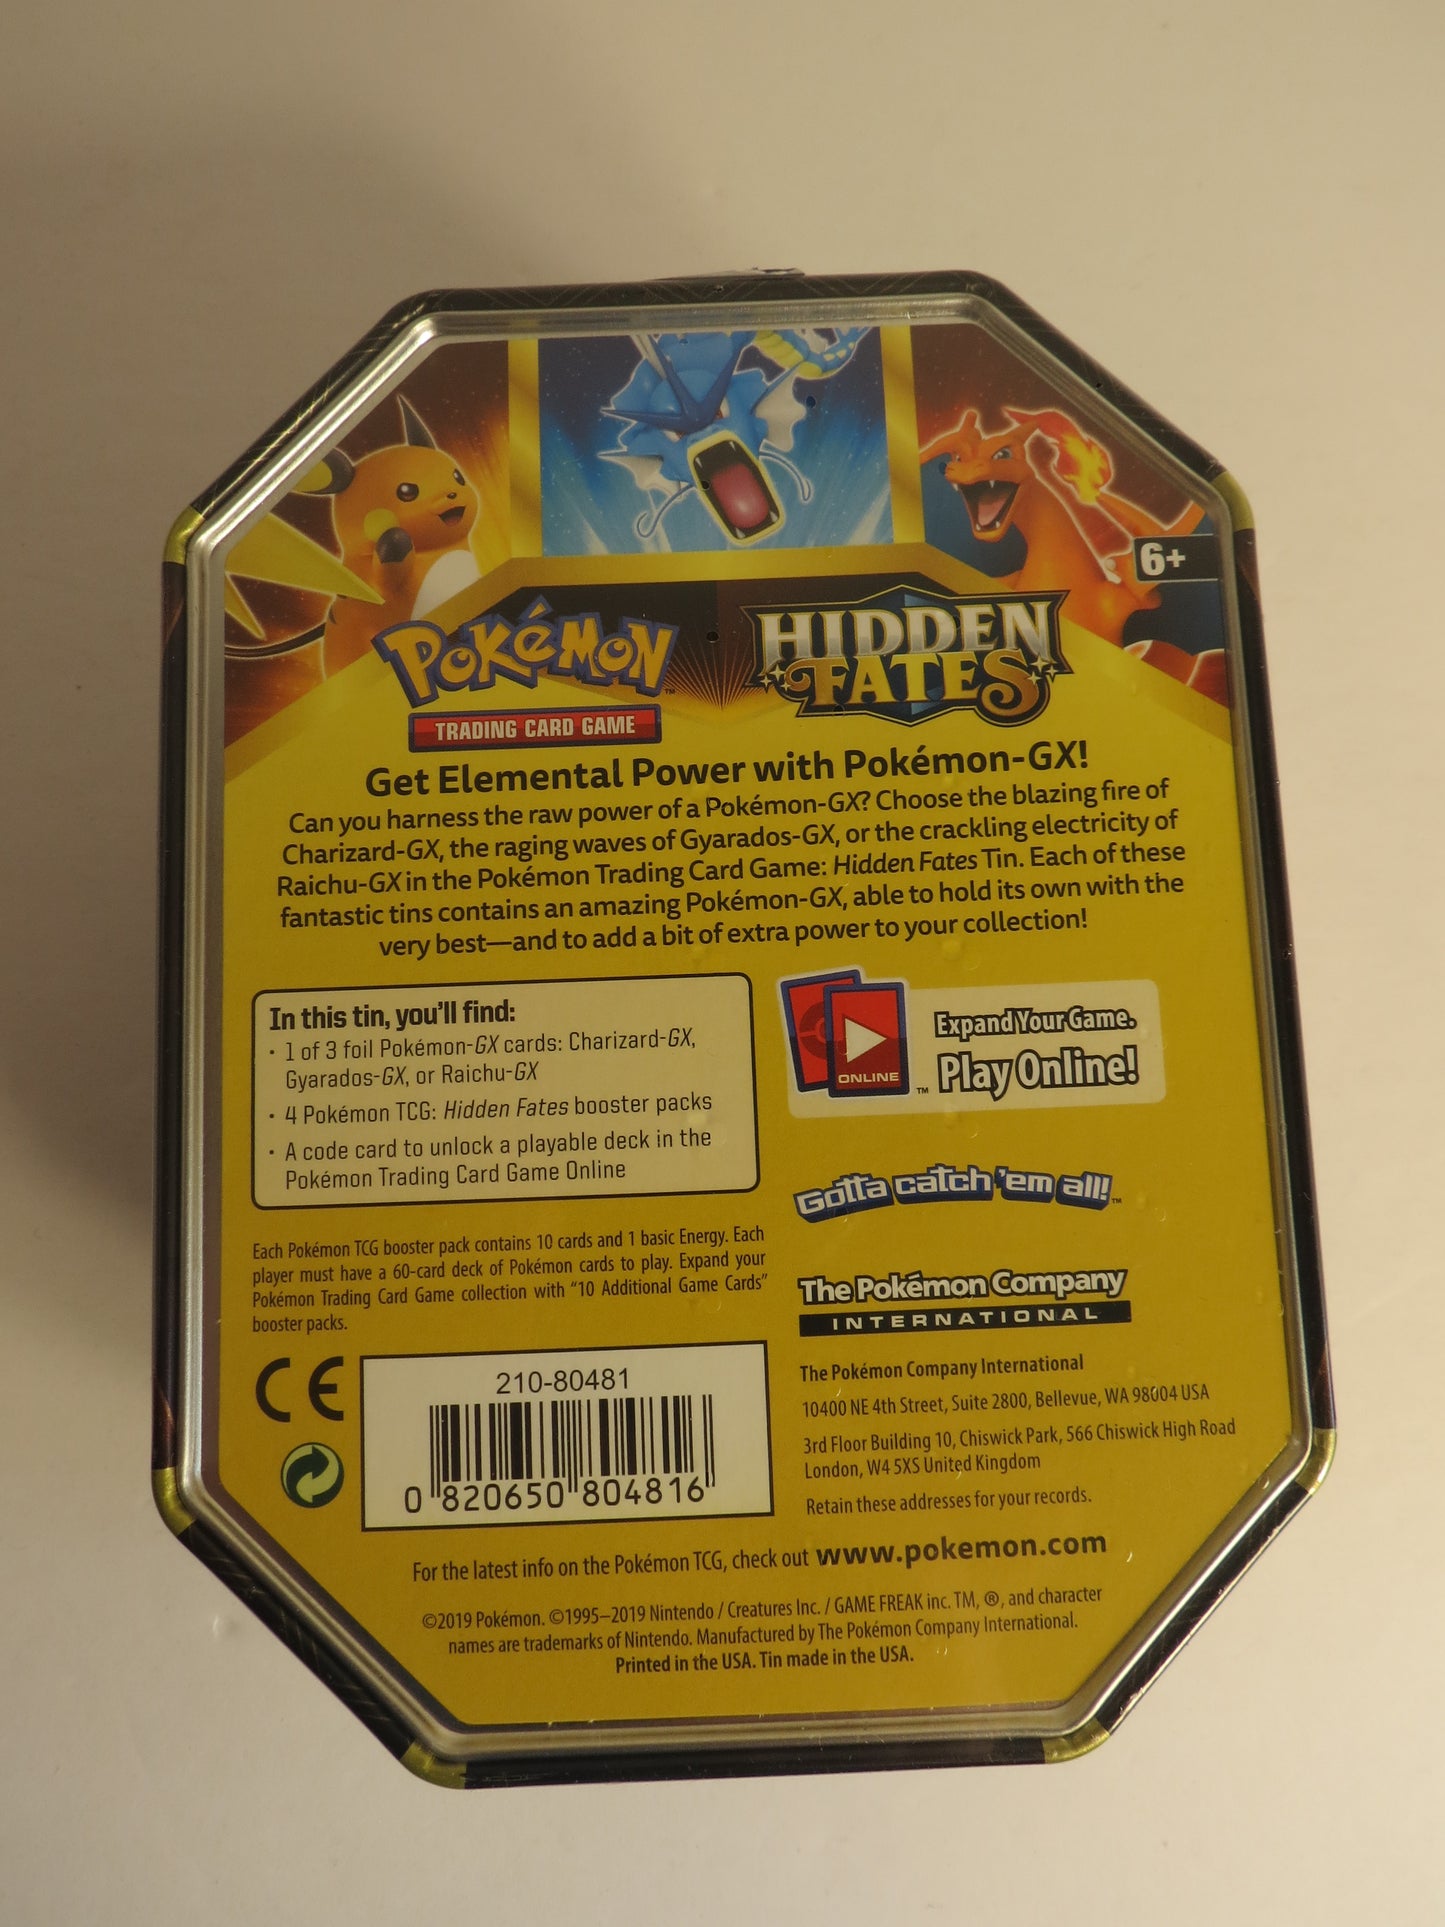 6+
POKéMON™
TRADING CARD GAME
HIDDEN
FATES
Get Elemental Power with Pokémon-GX!
Can you harness the raw power of a Pokémon-GX? Choose the blazing fire of
Charizard-GX, the raging waves of Gyarados-GX, or the crackling electricity of
Raichu-GX in the Pokémon Trading Card Game: Hidden Fates Tin. Each of these
fantastic tins contains an amazing Pokémon-GX, able to hold its own with the
very best—and to add a bit of extra power to your collection!
In this tin, you'll find:
• 1 of 3 foil Pokémon-GX cards: Charizard-GX,
Gyarados-GX, or Raichu-GX
• 4 Pokémon TCG: Hidden Fates booster packs
• A code card to unlock a playable deck in the
Pokémon Trading Card Game Online
ONLINE ™
Expand Your Game.
Play Online!
Gotta catch 'em all!™
Each Pokémon TCG booster pack contains 10 cards and 1 basic Energy. Each
player must have a 60-card deck of Pokémon cards to play. Expand your
Pokémon Trading Card Game collection with “10 Additional Game Cards”
booster packs.
The Pokémon Company
INTERNATIONAL
CE
210-80481
0 820650 804816
The Pokémon Company International
10400 NE 4th Street, Suite 2800, Bellevue, WA 98004 USA
3rd Floor Building 10, Chiswick Park, 566 Chiswick High Road
London, W4 5XS United Kingdom
Retain these addresses for your records.
For the latest info on the Pokémon TCG, check out www.pokemon.com
©2019 Pokémon. ©1995–2019 Nintendo / Creatures Inc. / GAME FREAK inc. TM, ®, and character
names are trademarks of Nintendo. Manufactured by The Pokémon Company International.
Printed in the USA. Tin made in the USA.